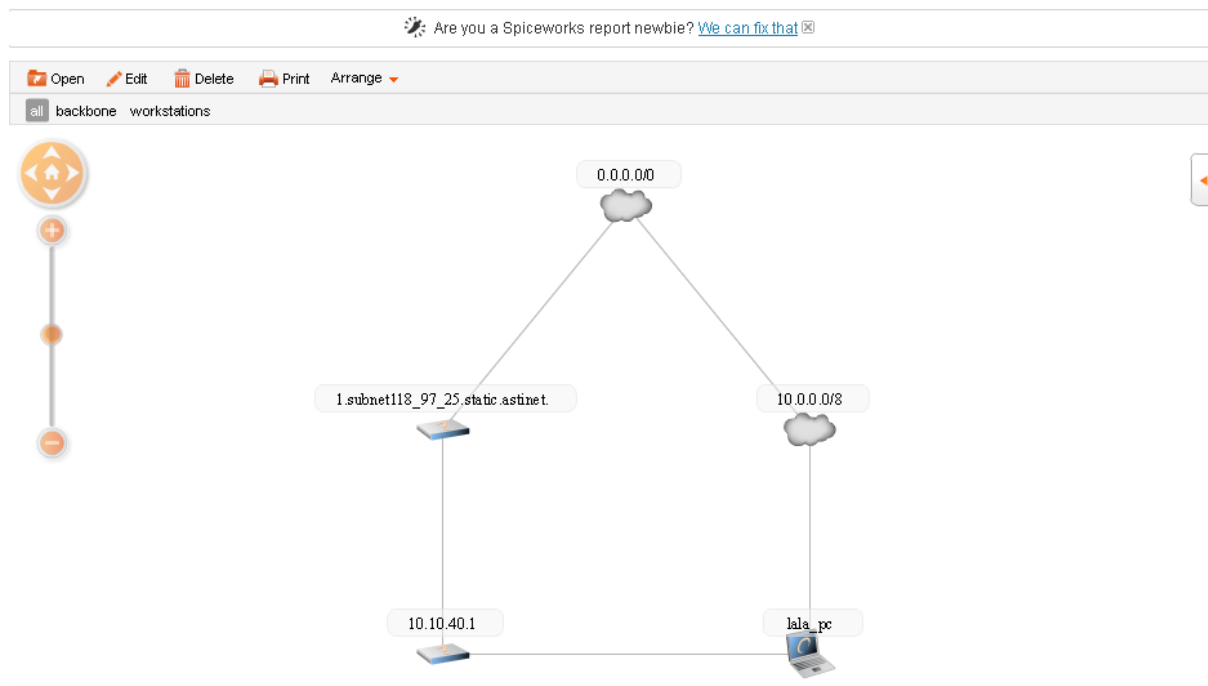 Are you a Spiceworks report newbie? We can fix that
Open Edit Delete Print Arrange
all backbone workstations
0.0.0.0/0
1.subnet118_97_25.static.astinet.
10.0.0.0/8
10.10.40.1
lala_pc